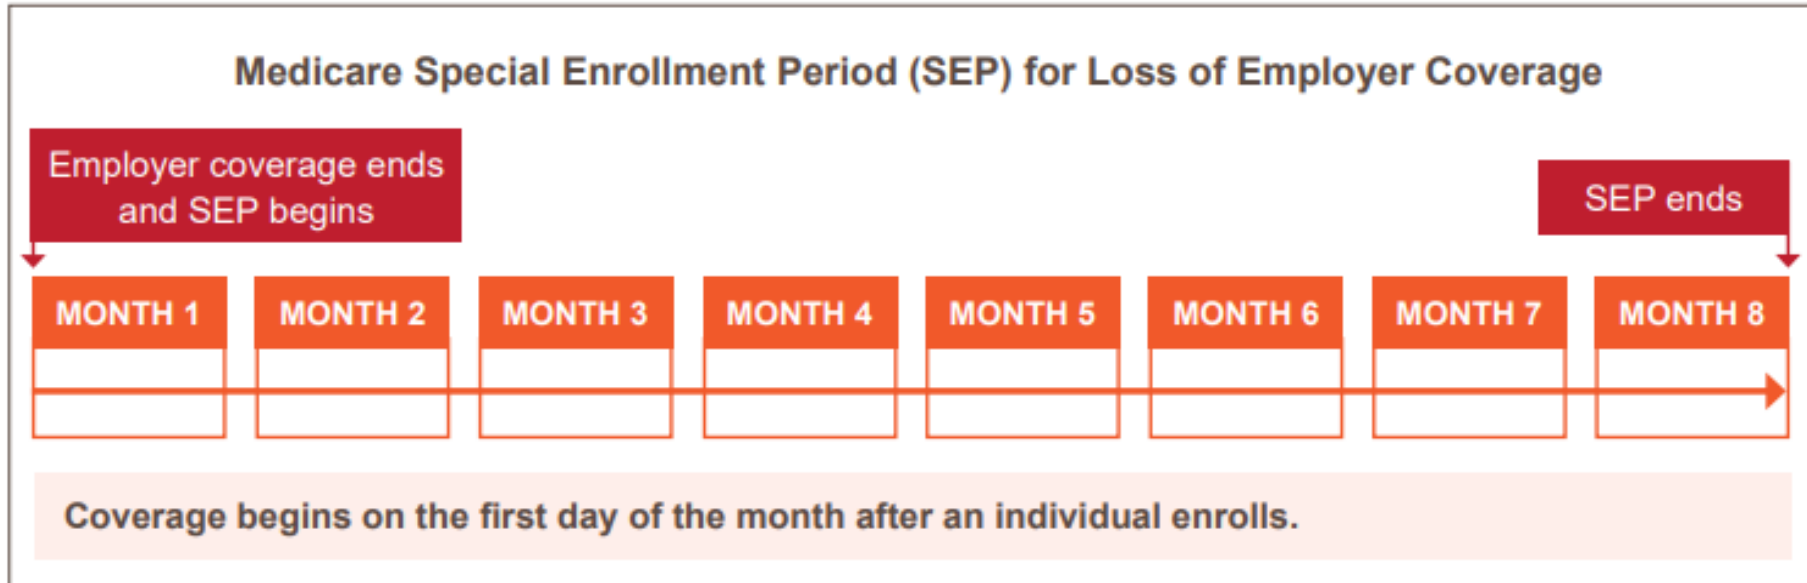 Medicare Special Enrollment Period (SEP) for Loss of Employer Coverage
Employer coverage ends
and SEP begins
SEP ends
MONTH 1
MONTH 2
MONTH 3
MONTH 4
MONTH 5
MONTH 6
MONTH 7
MONTH 8
Coverage begins on the first day of the month after an individual enrolls.